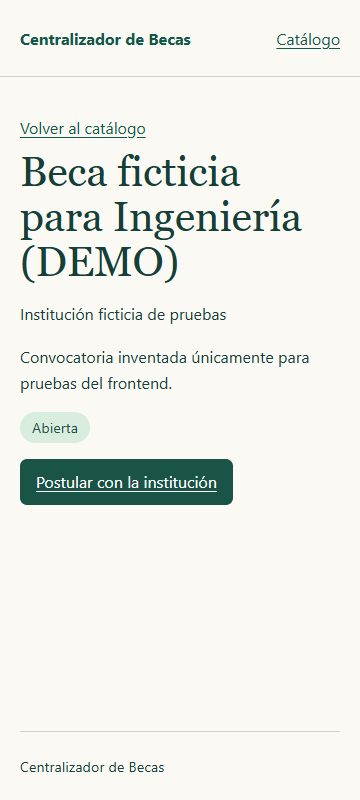 Centralizador de Becas
Catálogo
Volver al catálogo
Beca ficticia
para Ingeniería
(DEMO)
Institución ficticia de pruebas
Convocatoria inventada únicamente para
pruebas del frontend.
Abierta
Postular con la institución
Centralizador de Becas